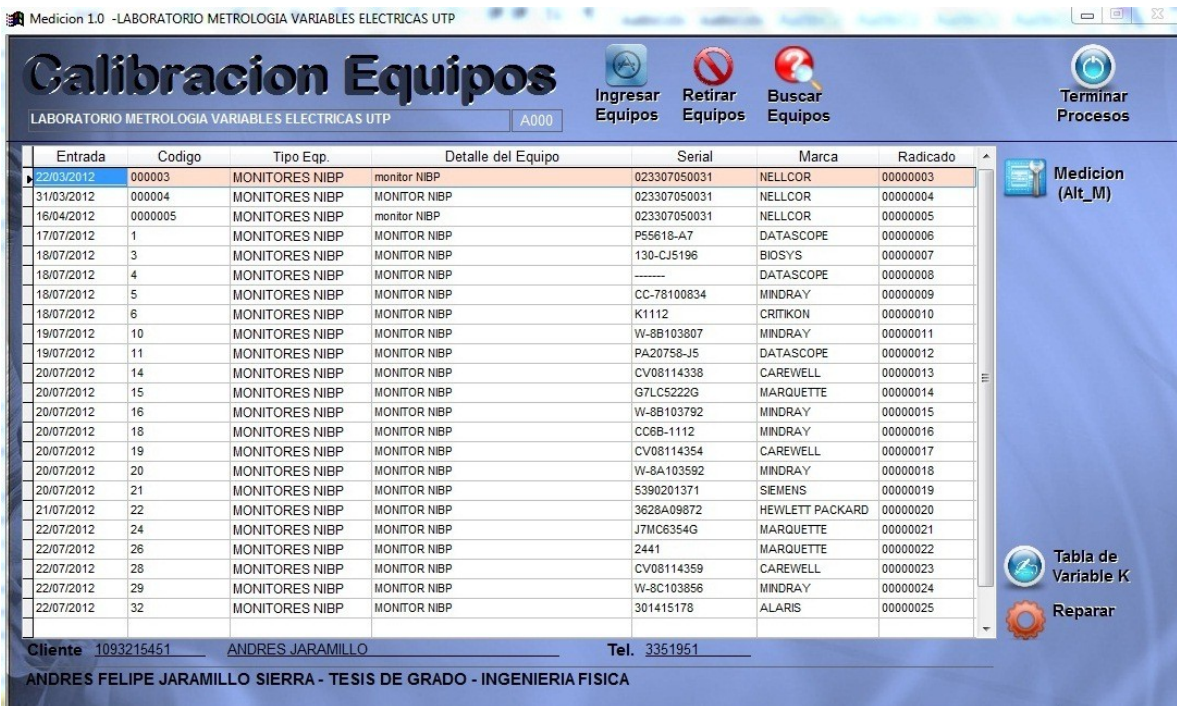 Medicion 1.0 -LABORATORIO METROLOGIA VARIABLES ELECTRICAS UTP
Calibracion Equipos
Ingresar Equipos
Retirar Equipos
Buscar Equipos
Terminar Procesos
LABORATORIO METROLOGIA VARIABLES ELECTRICAS UTP A000
Entrada Codigo Tipo Eqp. Detalle del Equipo Serial Marca Radicado
22/03/2012 000003 MONITORES NIBP monitor NIBP 023307050031 NELLCOR 00000003
31/03/2012 000004 MONITORES NIBP MONITOR NIBP 023307050031 NELLCOR 00000004
16/04/2012 0000005 MONITORES NIBP monitor NIBP 023307050031 NELLCOR 00000005
17/07/2012 1 MONITORES NIBP MONITOR NIBP P55618-A7 DATASCOPE 00000006
18/07/2012 3 MONITORES NIBP MONITOR NIBP 130-CJ5196 BIOSYS 00000007
18/07/2012 4 MONITORES NIBP MONITOR NIBP ------- DATASCOPE 00000008
18/07/2012 5 MONITORES NIBP MONITOR NIBP CC-78100834 MINDRAY 00000009
18/07/2012 6 MONITORES NIBP MONITOR NIBP K1112 CRITIKON 00000010
19/07/2012 10 MONITORES NIBP MONITOR NIBP W-8B103807 MINDRAY 00000011
19/07/2012 11 MONITORES NIBP MONITOR NIBP PA20758-J5 DATASCOPE 00000012
20/07/2012 14 MONITORES NIBP MONITOR NIBP CV08114338 CAREWELL 00000013
20/07/2012 15 MONITORES NIBP MONITOR NIBP G7LC5222G MARQUETTE 00000014
20/07/2012 16 MONITORES NIBP MONITOR NIBP W-8B103792 MINDRAY 00000015
20/07/2012 18 MONITORES NIBP MONITOR NIBP CC6B-1112 MINDRAY 00000016
20/07/2012 19 MONITORES NIBP MONITOR NIBP CV08114354 CAREWELL 00000017
20/07/2012 20 MONITORES NIBP MONITOR NIBP W-8A103592 MINDRAY 00000018
20/07/2012 21 MONITORES NIBP MONITOR NIBP 5390201371 SIEMENS 00000019
21/07/2012 22 MONITORES NIBP MONITOR NIBP 3628A09872 HEWLETT PACKARD 00000020
22/07/2012 24 MONITORES NIBP MONITOR NIBP J7MC6354G MARQUETTE 00000021
22/07/2012 26 MONITORES NIBP MONITOR NIBP 2441 MARQUETTE 00000022
22/07/2012 28 MONITORES NIBP MONITOR NIBP CV08114359 CAREWELL 00000023
22/07/2012 29 MONITORES NIBP MONITOR NIBP W-8C103856 MINDRAY 00000024
22/07/2012 32 MONITORES NIBP MONITOR NIBP 301415178 ALARIS 00000025
Medicion
(Alt_M)
Tabla de
Variable K
Reparar
Cliente 1093215451 ANDRES JARAMILLO Tel. 3351951
ANDRES FELIPE JARAMILLO SIERRA - TESIS DE GRADO - INGENIERIA FISICA